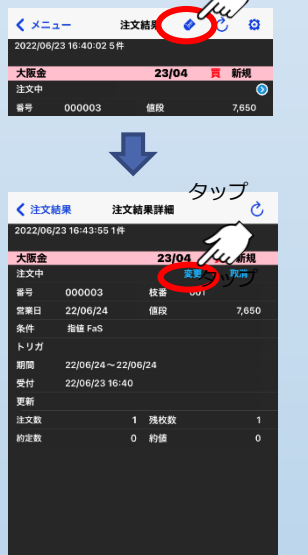 メニュー 注文結果
2022/06/23 16:40:02 5件
大阪金 23/04 買 新規
注文中
番号 000003 値段 7,650
タップ
注文結果 注文結果詳細
2022/06/23 16:43:55 1件
大阪金 23/04 新規
注文中 変更 取消
タップ
番号 000003 枝番 001
営業日 22/06/24 値段 7,650
条件 指値 FaS
トリガ
期間 22/06/24～22/06/24
受付 22/06/23 16:40
更新
注文数 1 残枚数 1
約定数 0 約値 0